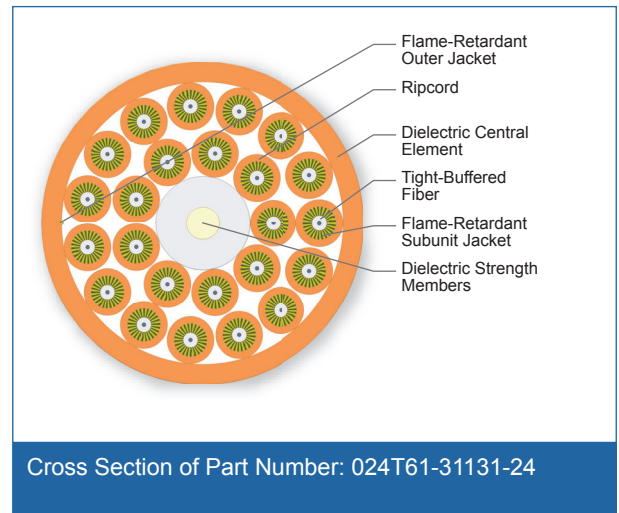 Flame-Retardant
Outer Jacket
Ripcord
Dielectric Central
Element
Tight-Buffered
Fiber
Flame-Retardant
Subunit Jacket
Dielectric Strength
Members
Cross Section of Part Number: 024T61-31131-24